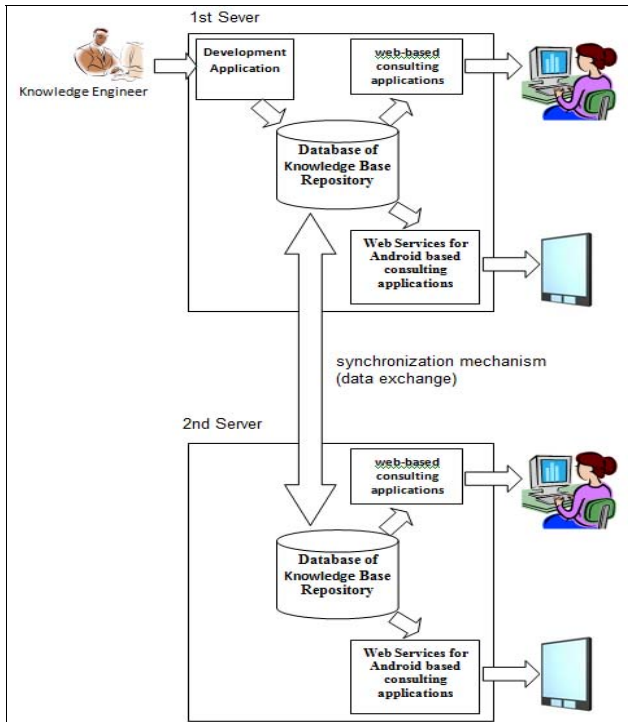 1st Sever
Knowledge Engineer
Development
Application
web-based
consulting
applications
Database of
Knowledge Base
Repository
Web Services for
Android based
consulting
applications
synchronization mechanism
(data exchange)
2nd Server
web-based
consulting
applications
Database of
Knowledge Base
Repository
Web Services for
Android based
consulting
applications